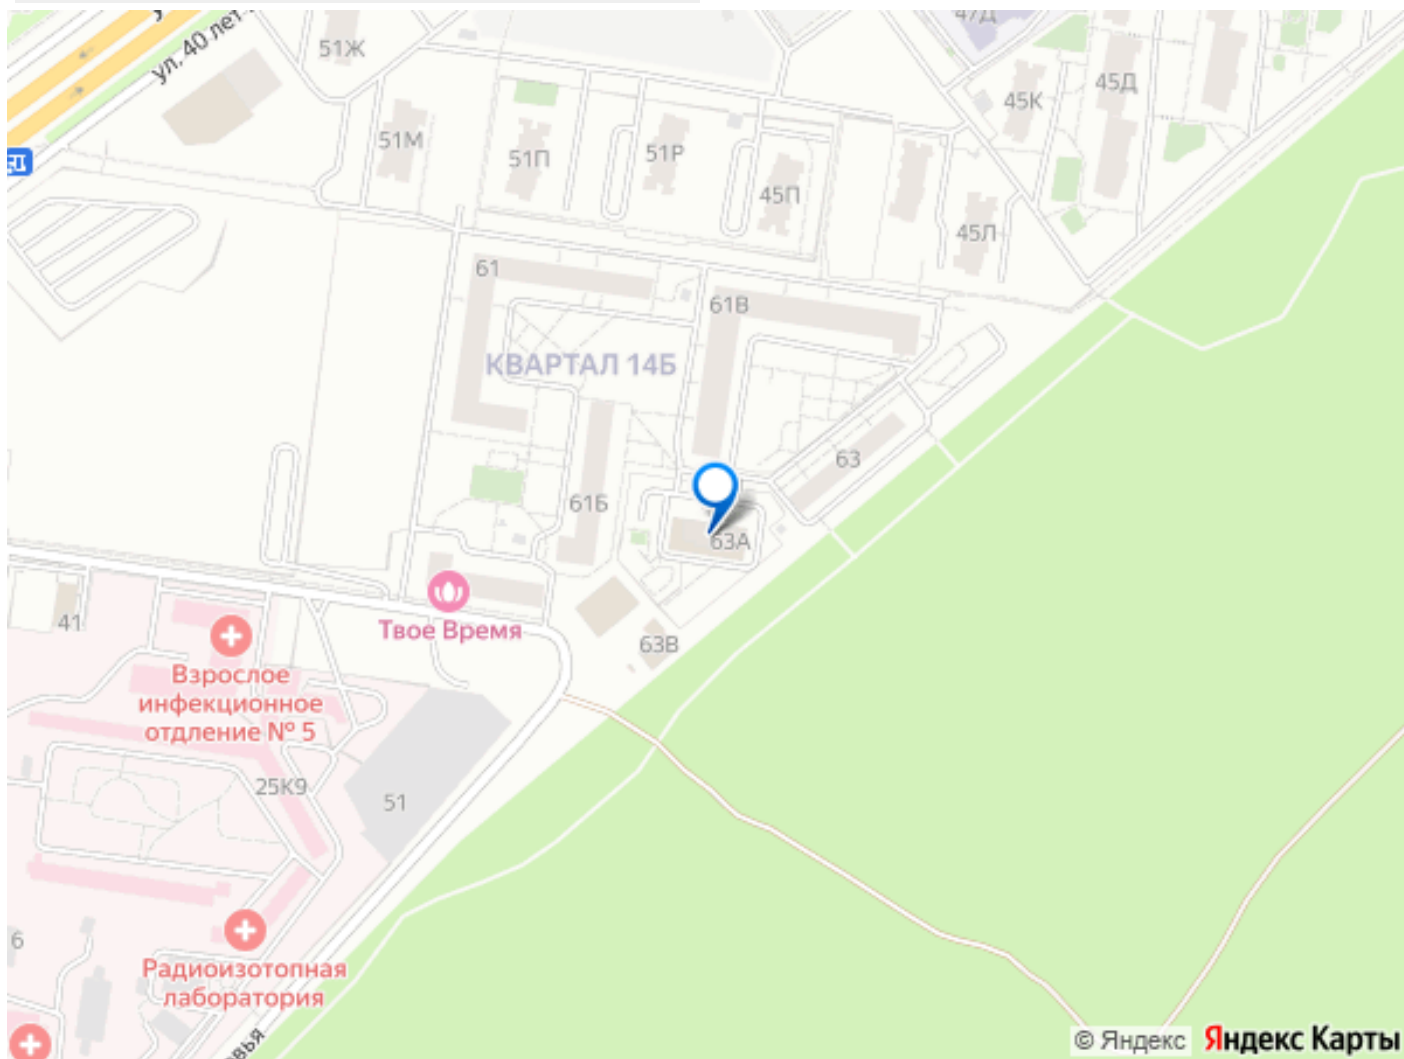 47Д
ул. 40 лет
51Ж
45К
45Д
51М
51П
51Р
45П
45Л
61
61В
КВАРТАЛ 14Б
63
61Б
63А
41
Твое Время
63В
Взрослое
инфекционное
отдление № 5
25К9
51
6
Радиоизотопная
лаборатория
© Яндекс Яндекс Карты